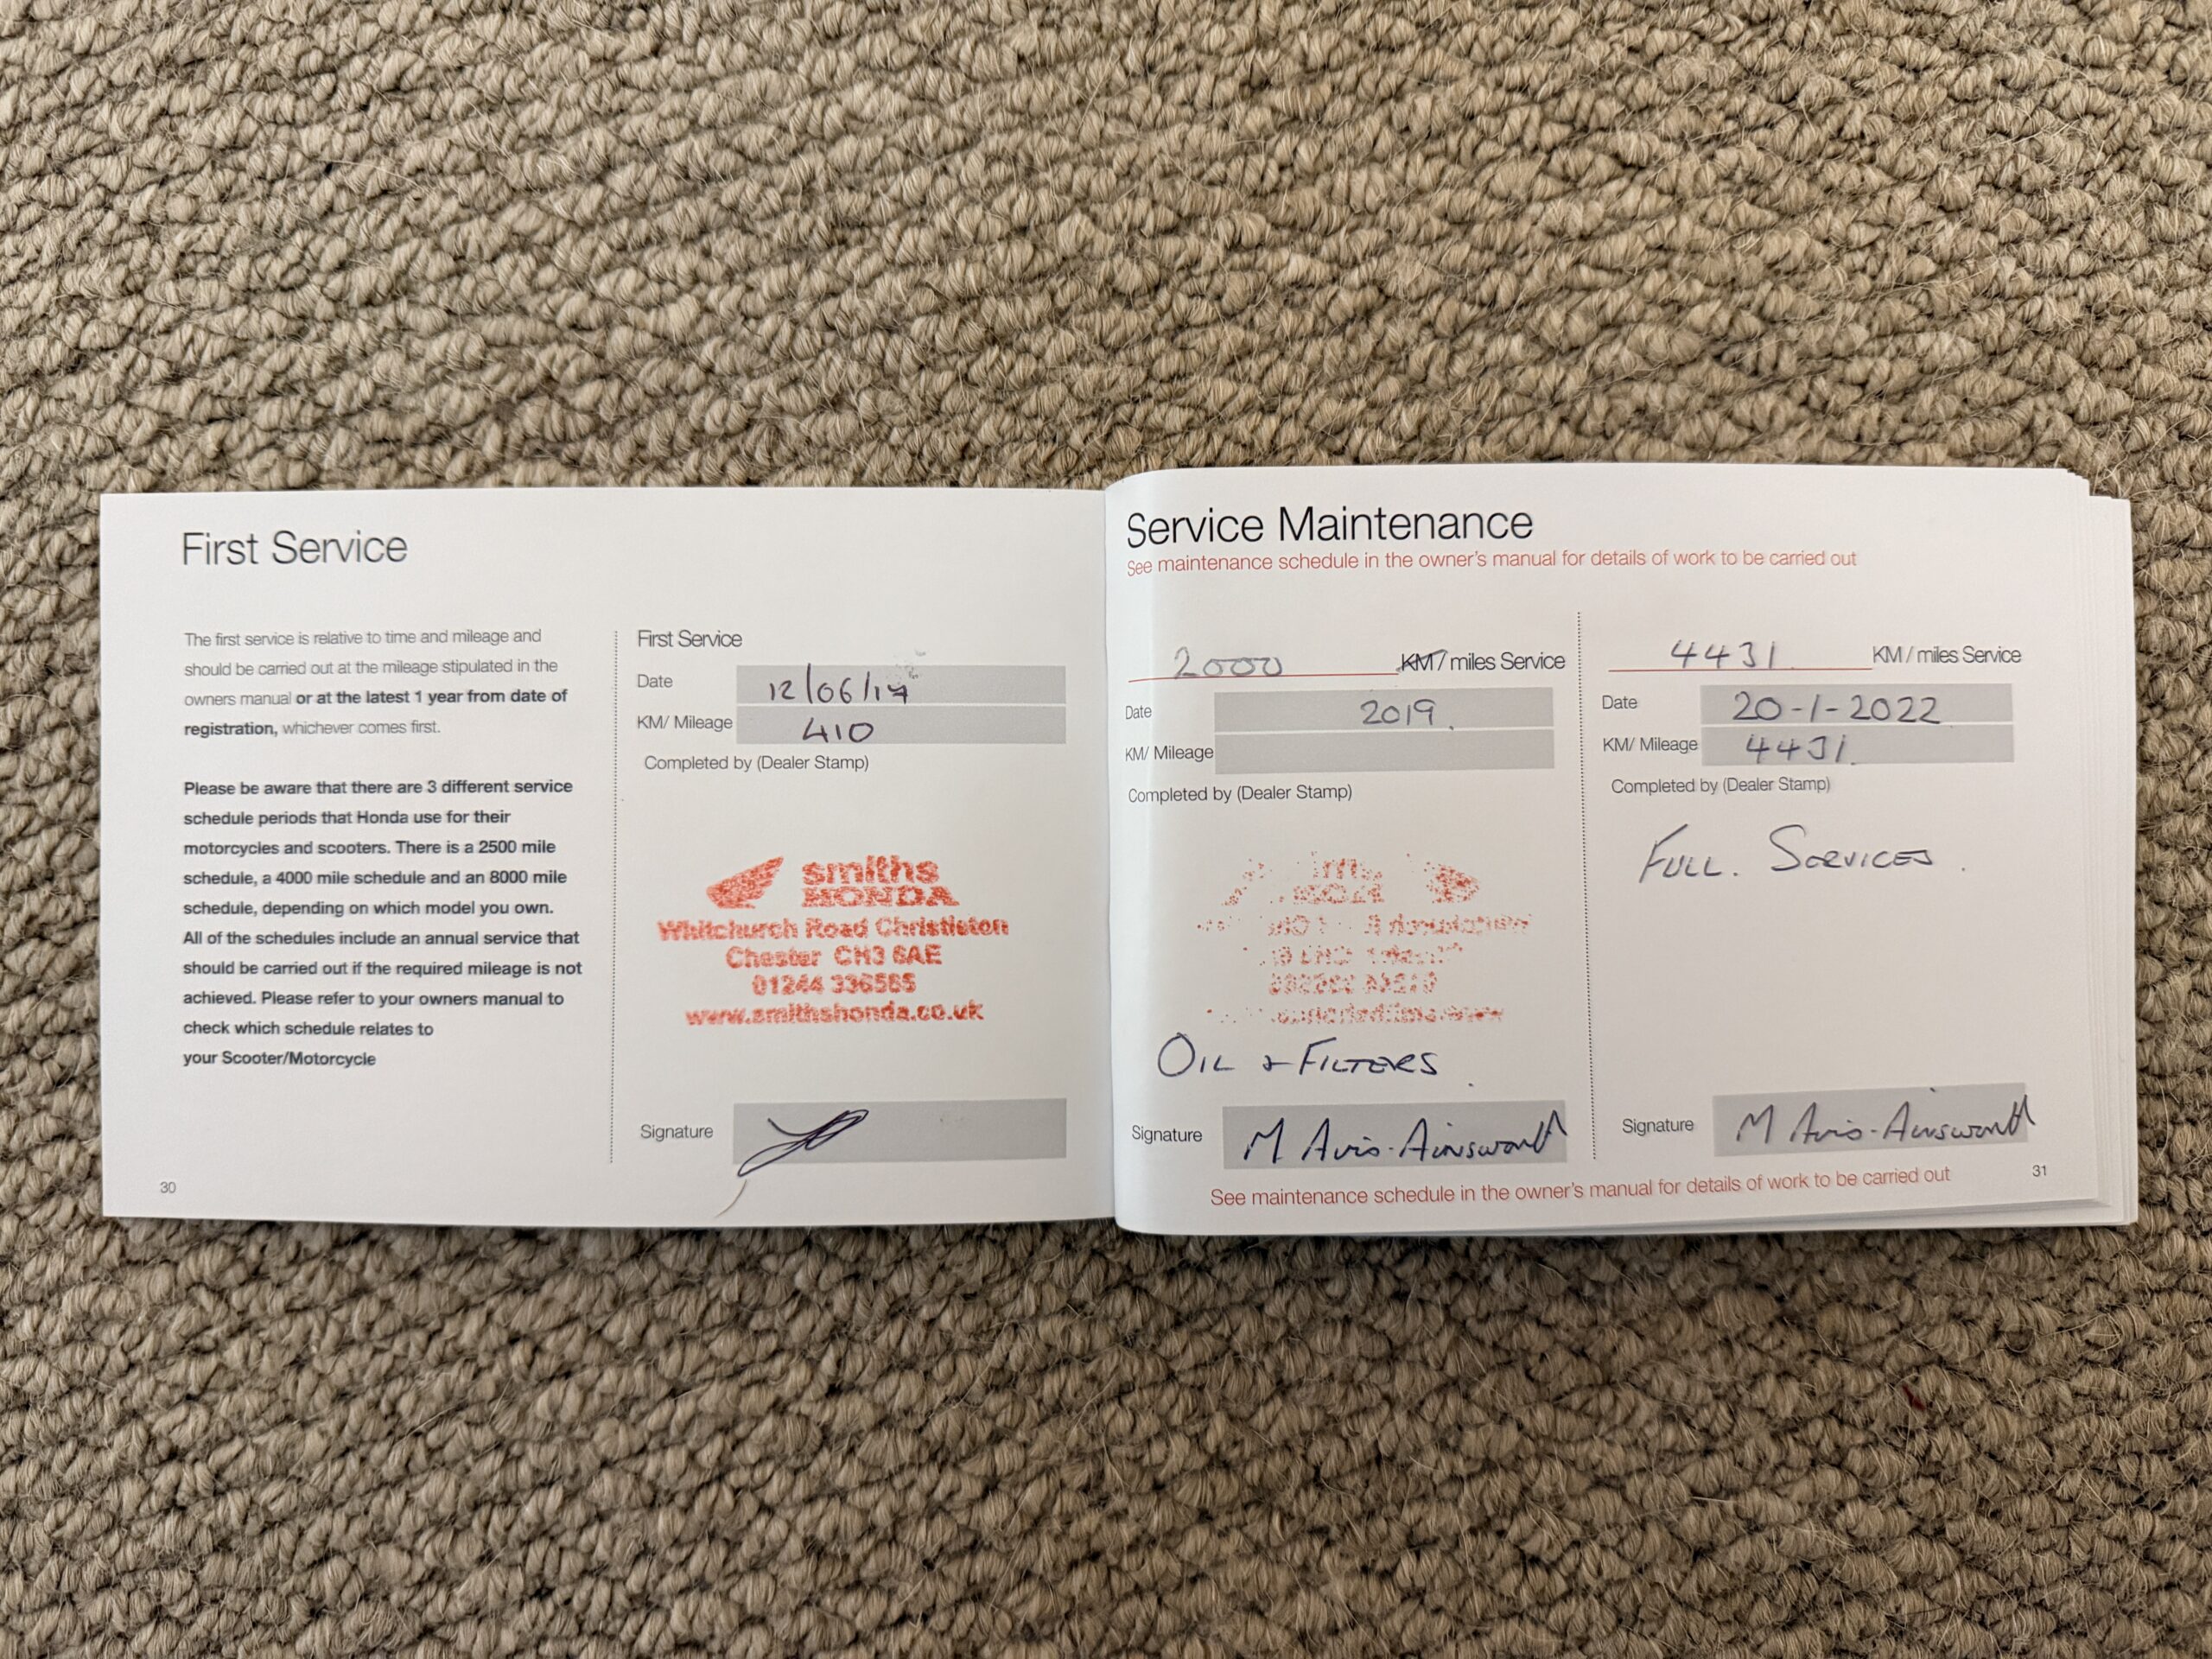 First Service
The first service is relative to time and mileage and
should be carried out at the mileage stipulated in the
owners manual or at the latest 1 year from date of
registration, whichever comes first.
Please be aware that there are 3 different service
schedule periods that Honda use for their
motorcycles and scooters. There is a 2500 mile
schedule, a 4000 mile schedule and an 8000 mile
schedule, depending on which model you own.
All of the schedules include an annual service that
should be carried out if the required mileage is not
achieved. Please refer to your owners manual to
check which schedule relates to
your Scooter/Motorcycle
30
First Service
Date 12/06/17
KM/ Mileage 410
Completed by (Dealer Stamp)
smiths
HONDA
Whitchurch Road Christleton
Chester CH3 6AE
01244 336565
www.smithshonda.co.uk
Signature
Service Maintenance
See maintenance schedule in the owner's manual for details of work to be carried out
2000 KM / miles Service
Date 2019.
KM/ Mileage
Completed by (Dealer Stamp)
OIL & FILTERS
Signature M Avis-Ainsworth
4431. KM / miles Service
Date 20-1-2022
KM/ Mileage 4431.
Completed by (Dealer Stamp)
FULL. SERVICES.
Signature M Avis-Ainsworth
See maintenance schedule in the owner's manual for details of work to be carried out
31